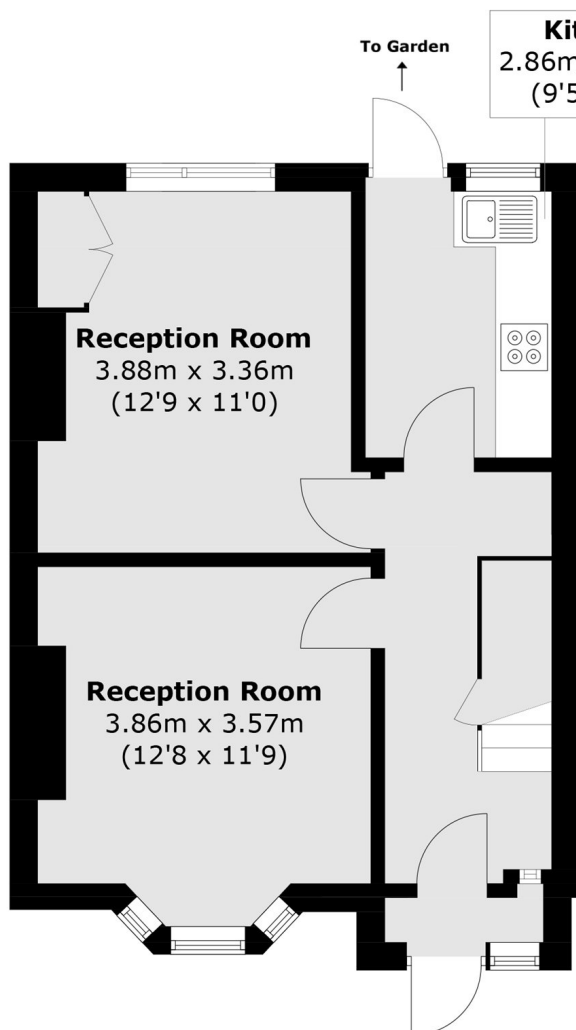 To Garden
Kit
2.86m
(9'5
Reception Room
3.88m x 3.36m
(12'9 x 11'0)
Reception Room
3.86m x 3.57m
(12'8 x 11'9)